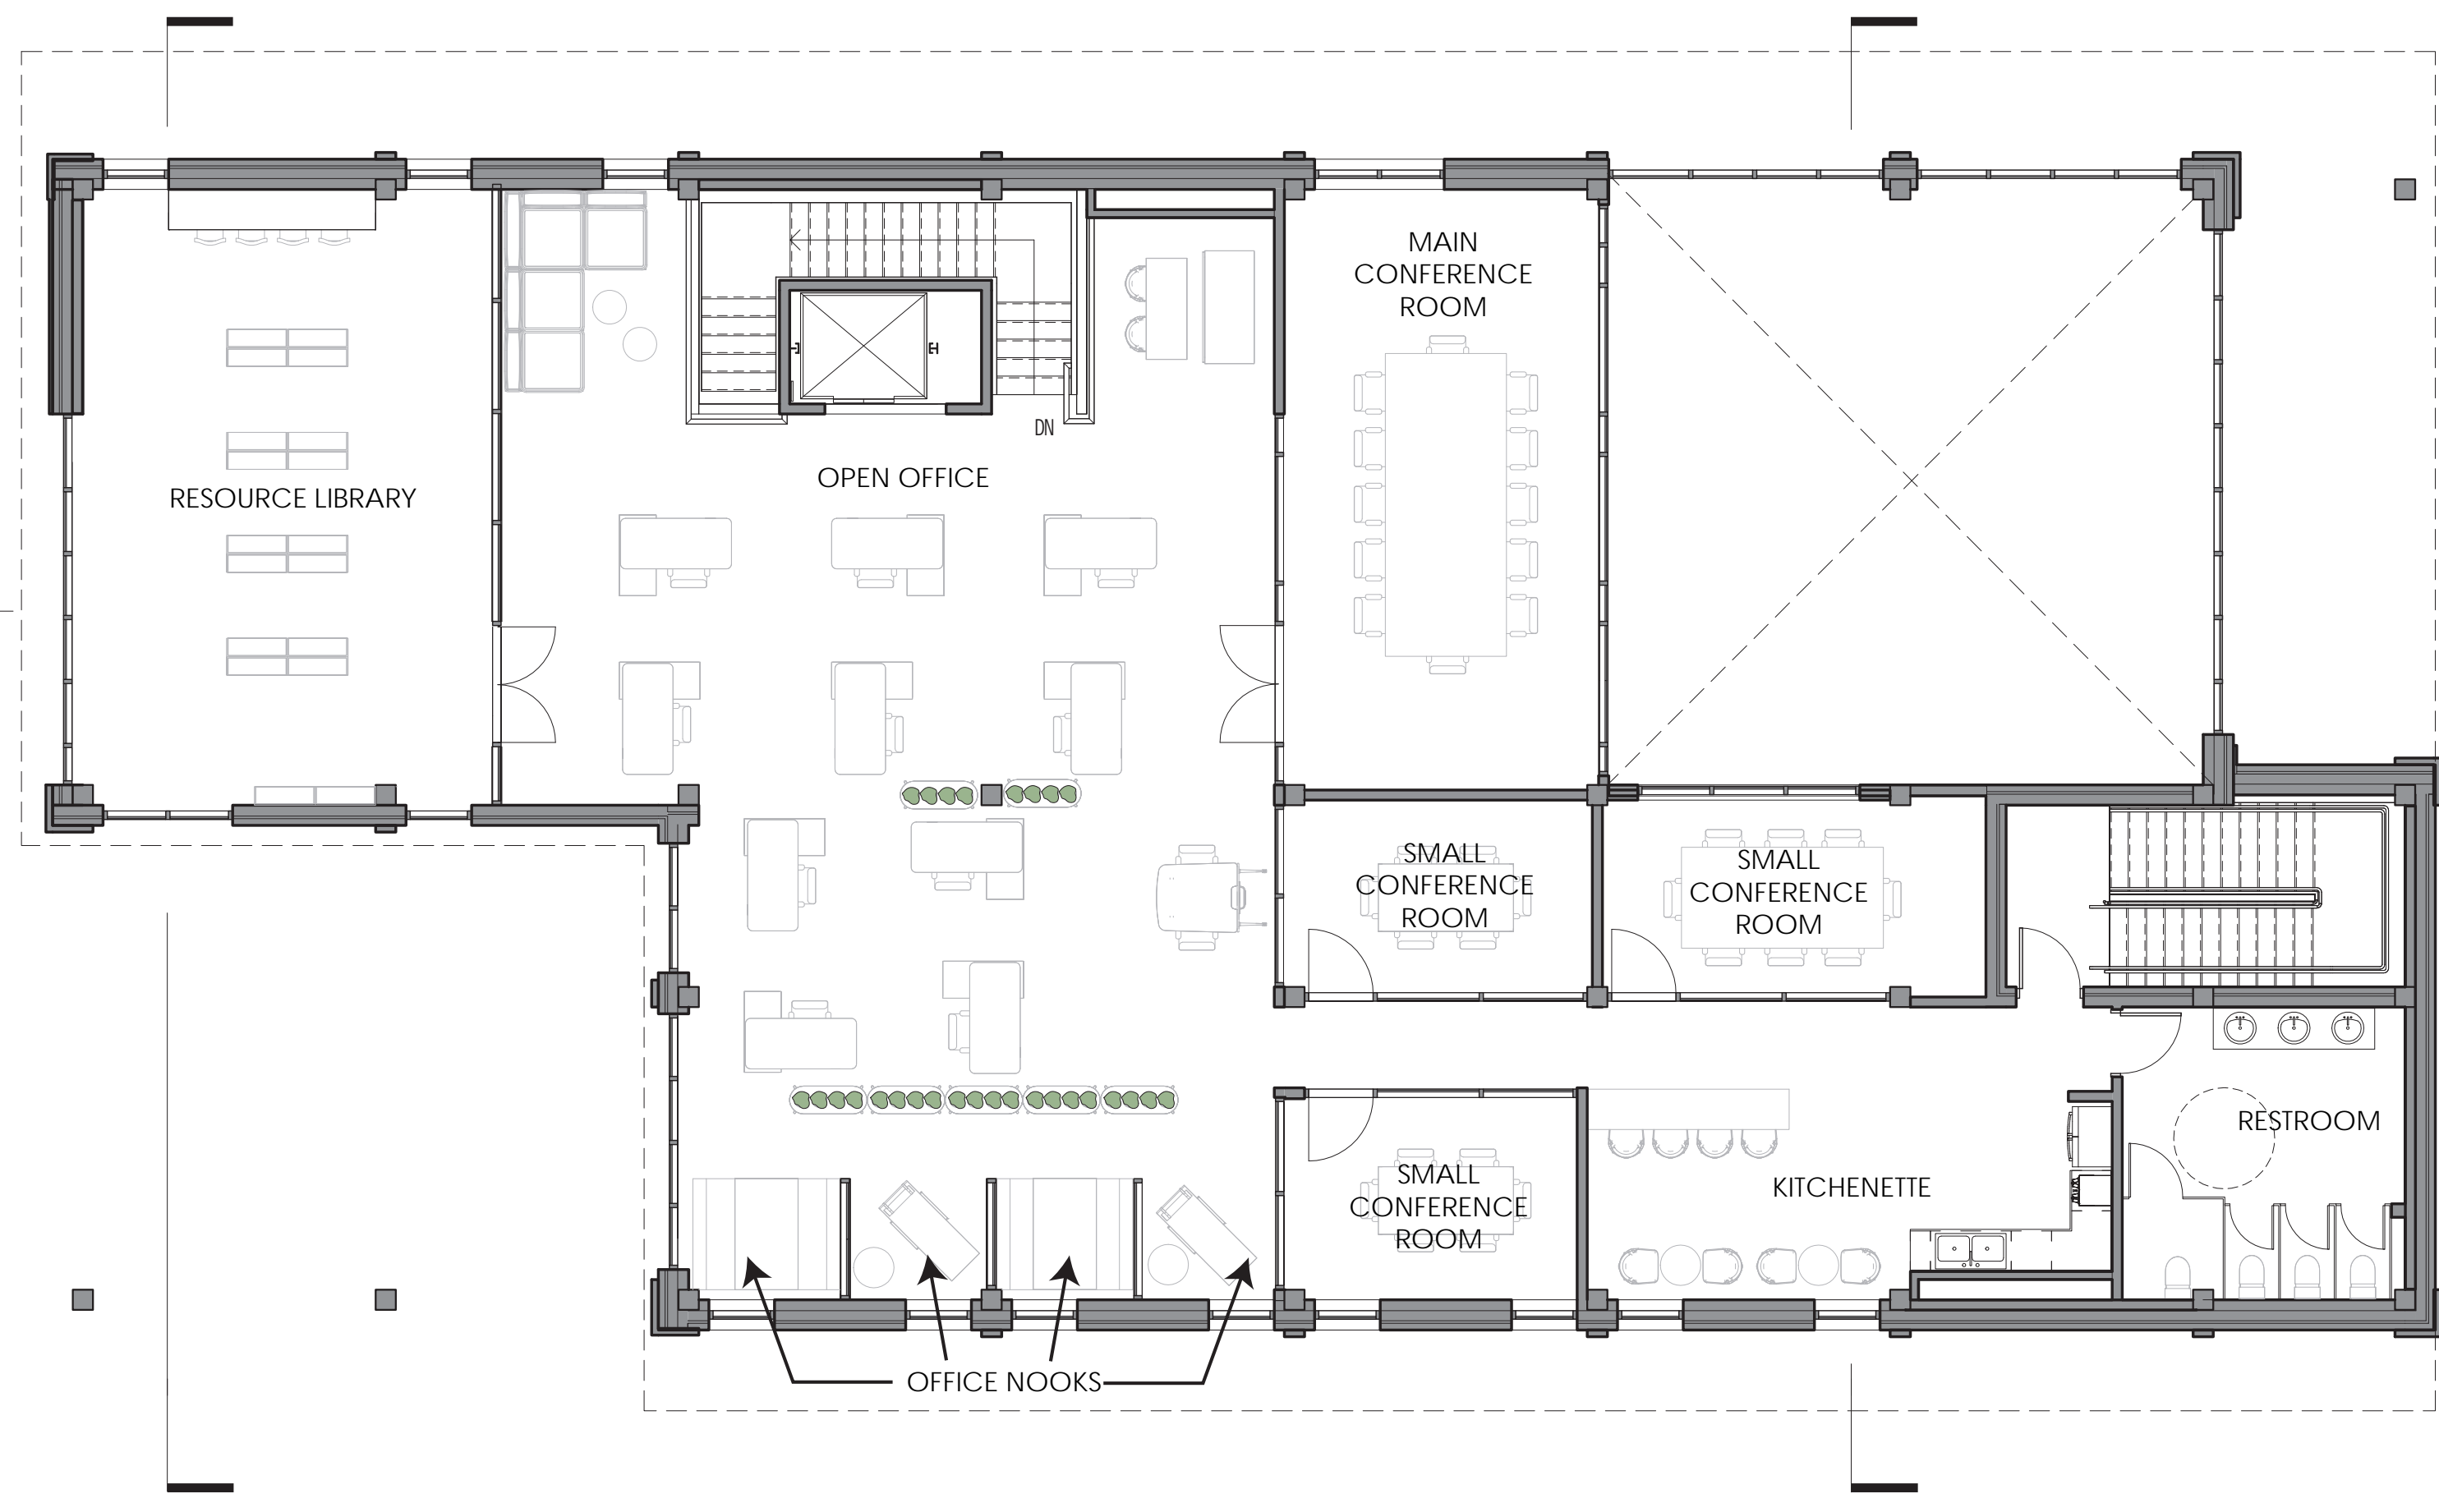 MAIN
CONFERENCE
ROOM
DN
OPEN OFFICE
RESOURCE LIBRARY
SMALL
CONFERENCE
ROOM
SMALL
CONFERENCE
ROOM
RESTROOM
SMALL
CONFERENCE
ROOM
KITCHENETTE
OFFICE NOOKS